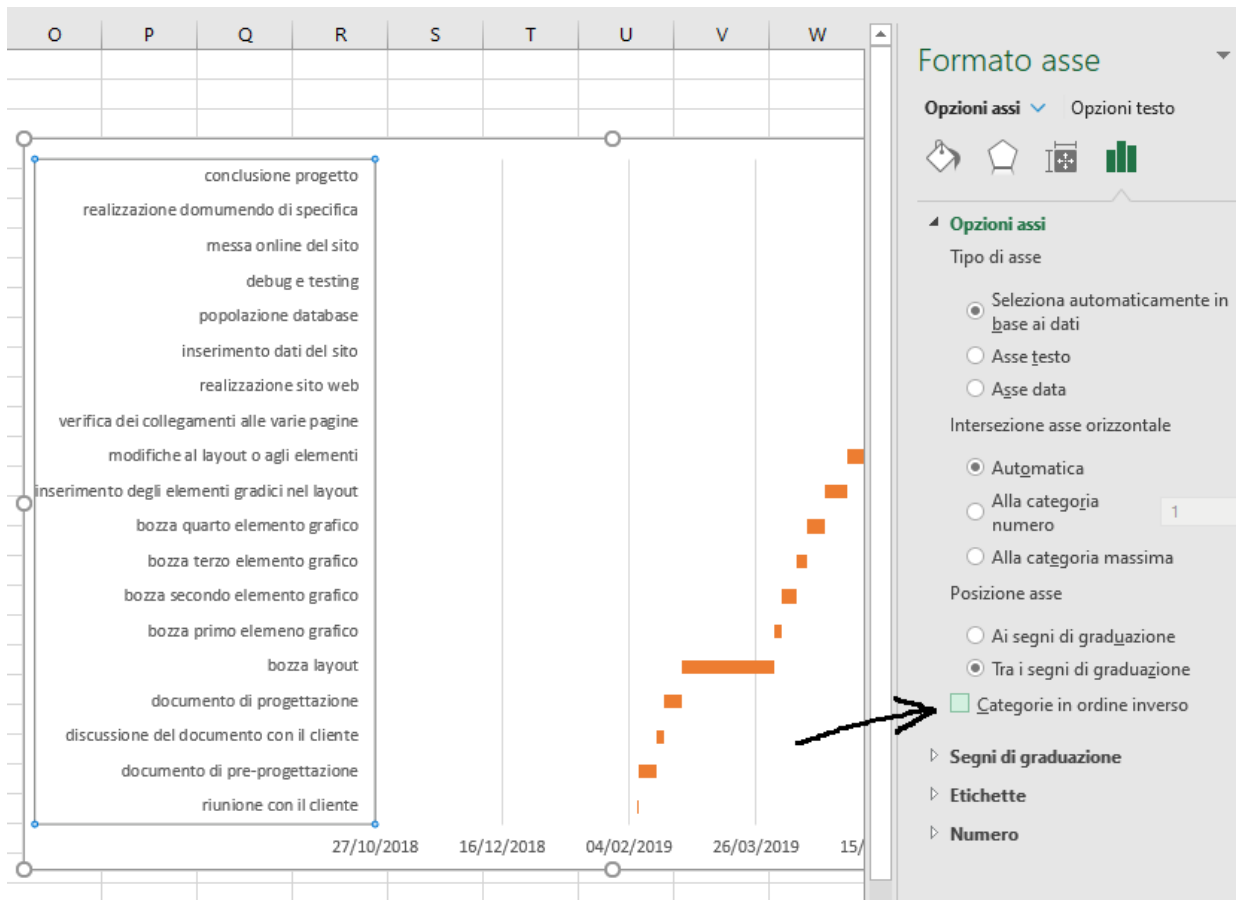 O P Q R S T U V W
conclusione progetto
realizzazione domumendo di specifica
messa online del sito
debug e testing
popolazione database
inserimento dati del sito
realizzazione sito web
verifica dei collegamenti alle varie pagine
modifiche al layout o agli elementi
inserimento degli elementi gradici nel layout
bozza quarto elemento grafico
bozza terzo elemento grafico
bozza secondo elemento grafico
bozza primo elemeno grafico
bozza layout
documento di progettazione
discussione del documento con il cliente
documento di pre-progettazione
riunione con il cliente
27/10/2018 16/12/2018 04/02/2019 26/03/2019 15/
Formato asse
Opzioni assi Opzioni testo
Opzioni assi
Tipo di asse
Seleziona automaticamente in
base ai dati
Asse testo
Asse data
Intersezione asse orizzontale
Automatica
Alla categoria
numero
1
Alla categoria massima
Posizione asse
Ai segni di graduazione
Tra i segni di graduazione
Categorie in ordine inverso
Segni di graduazione
Etichette
Numero